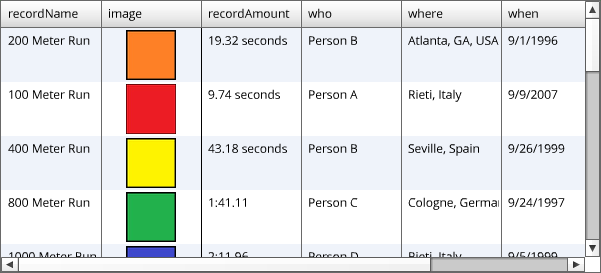 recordName image recordAmount who where when
200 Meter Run 19.32 seconds Person B Atlanta, GA, USA 9/1/1996
100 Meter Run 9.74 seconds Person A Rieti, Italy 9/9/2007
400 Meter Run 43.18 seconds Person B Seville, Spain 9/26/1999
800 Meter Run 1:41.11 Person C Cologne, Germa 9/24/1997
1000 Meter Run 2:11.96 Person D Rieti, Italy 9/5/1999